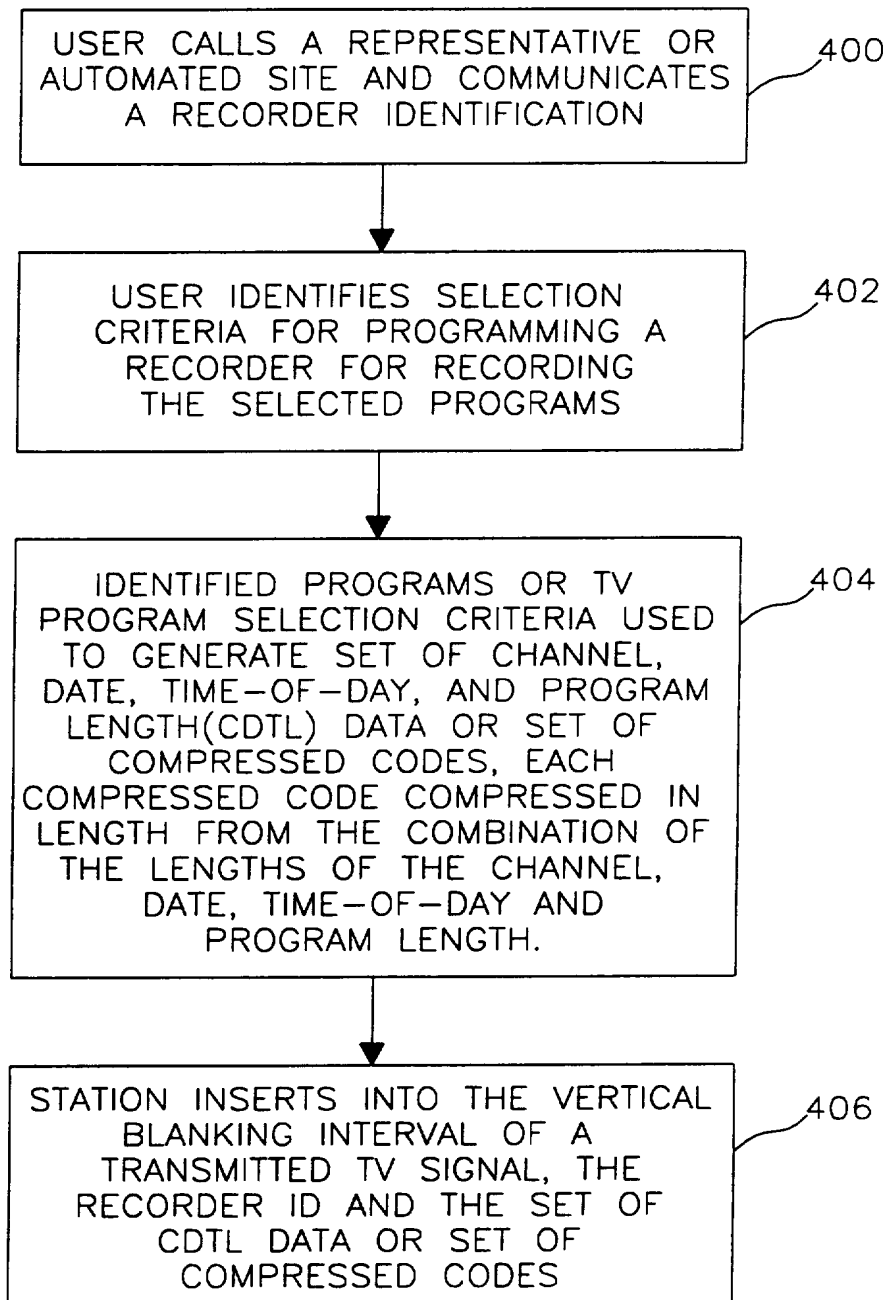 USER CALLS A REPRESENTATIVE OR
AUTOMATED SITE AND COMMUNICATES
A RECORDER IDENTIFICATION
400
USER IDENTIFIES SELECTION
CRITERIA FOR PROGRAMMING A
RECORDER FOR RECORDING
THE SELECTED PROGRAMS
402
IDENTIFIED PROGRAMS OR TV
PROGRAM SELECTION CRITERIA USED
TO GENERATE SET OF CHANNEL,
DATE, TIME-OF-DAY, AND PROGRAM
LENGTH(CDTL) DATA OR SET OF
COMPRESSED CODES, EACH
COMPRESSED CODE COMPRESSED IN
LENGTH FROM THE COMBINATION OF
THE LENGTHS OF THE CHANNEL,
DATE, TIME-OF-DAY AND
PROGRAM LENGTH.
404
STATION INSERTS INTO THE VERTICAL
BLANKING INTERVAL OF A
TRANSMITTED TV SIGNAL, THE
RECORDER ID AND THE SET OF
CDTL DATA OR SET OF
COMPRESSED CODES
406